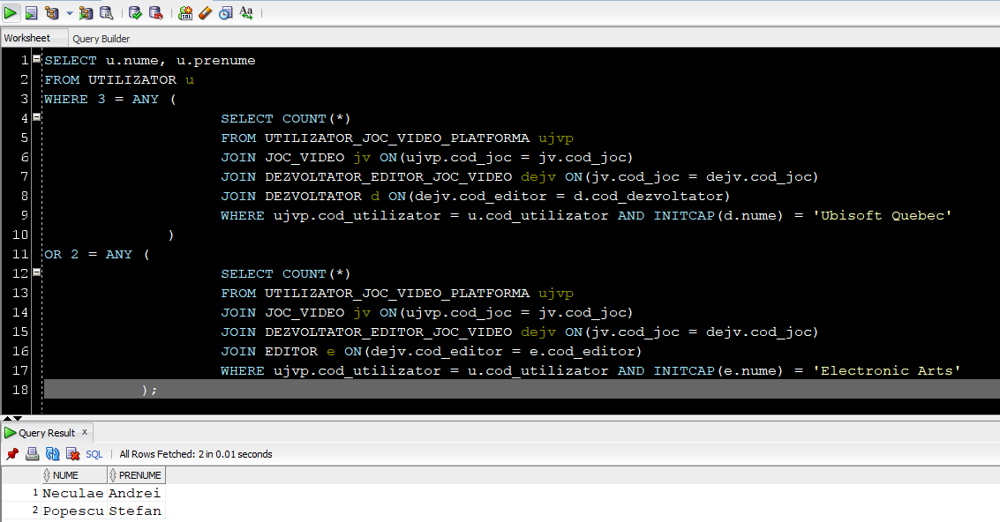 Worksheet Query Builder
1 SELECT u.nume, u.prenume
2 FROM UTILIZATOR u
3 WHERE 3 = ANY (
4 SELECT COUNT(*)
5 FROM UTILIZATOR_JOC_VIDEO_PLATFORMA ujvp
6 JOIN JOC_VIDEO jv ON(ujvp.cod_joc = jv.cod_joc)
7 JOIN DEZVOLTATOR_EDITOR_JOC_VIDEO dejv ON(jv.cod_joc = dejv.cod_joc)
8 JOIN DEZVOLTATOR d ON(dejv.cod_editor = d.cod_dezvoltator)
9 WHERE ujvp.cod_utilizator = u.cod_utilizator AND INITCAP(d.nume) = 'Ubisoft Quebec'
10 )
11 OR 2 = ANY (
12 SELECT COUNT(*)
13 FROM UTILIZATOR_JOC_VIDEO_PLATFORMA ujvp
14 JOIN JOC_VIDEO jv ON(ujvp.cod_joc = jv.cod_joc)
15 JOIN DEZVOLTATOR_EDITOR_JOC_VIDEO dejv ON(jv.cod_joc = dejv.cod_joc)
16 JOIN EDITOR e ON(dejv.cod_editor = e.cod_editor)
17 WHERE ujvp.cod_utilizator = u.cod_utilizator AND INITCAP(e.nume) = 'Electronic Arts'
18 );
Query Result x
SQL | All Rows Fetched: 2 in 0.01 seconds
NUME PRENUME
1 Neculae Andrei
2 Popescu Stefan